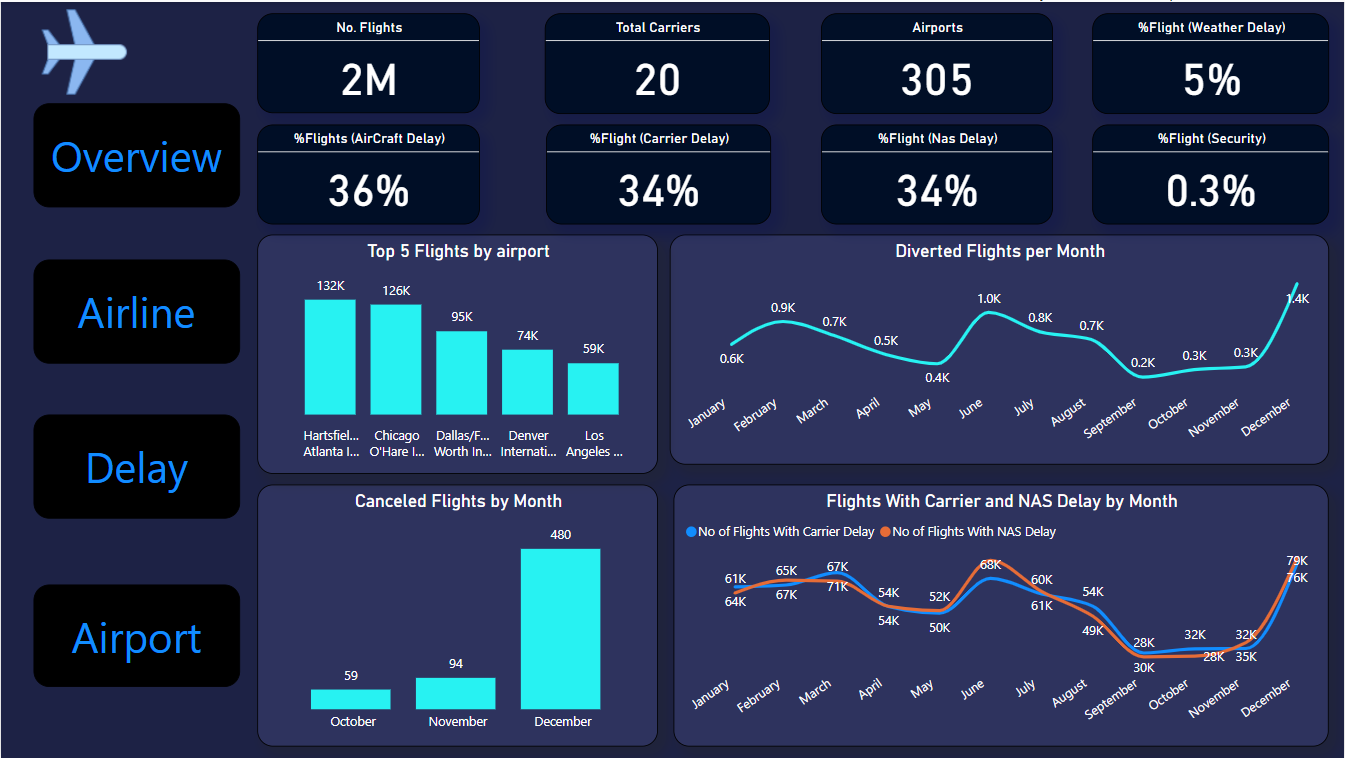 No. Flights
2M
Total Carriers
20
Airports
305
%Flight (Weather Delay)
5%
%Flights (AirCraft Delay)
36%
%Flight (Carrier Delay)
34%
%Flight (Nas Delay)
34%
%Flight (Security)
0.3%
Overview
Airline
Delay
Airport
Top 5 Flights by airport
132K
126K
95K
74K
59K
Hartsfiel...
Atlanta I...
Chicago
O'Hare I...
Dallas/F...
Worth In...
Denver
Internati...
Los
Angeles ...
Diverted Flights per Month
0.6K
0.9K
0.7K
0.5K
0.4K
1.0K
0.8K
0.7K
0.2K
0.3K
0.3K
1.4K
January
February
March
April
May
June
July
August
September
October
November
December
Canceled Flights by Month
59
94
480
October
November
December
Flights With Carrier and NAS Delay by Month
No of Flights With Carrier Delay
No of Flights With NAS Delay
61K
64K
65K
67K
67K
71K
54K
54K
52K
50K
68K
60K
61K
54K
49K
28K
30K
32K
28K
32K
35K
79K
76K
January
February
March
April
May
June
July
August
September
October
November
December